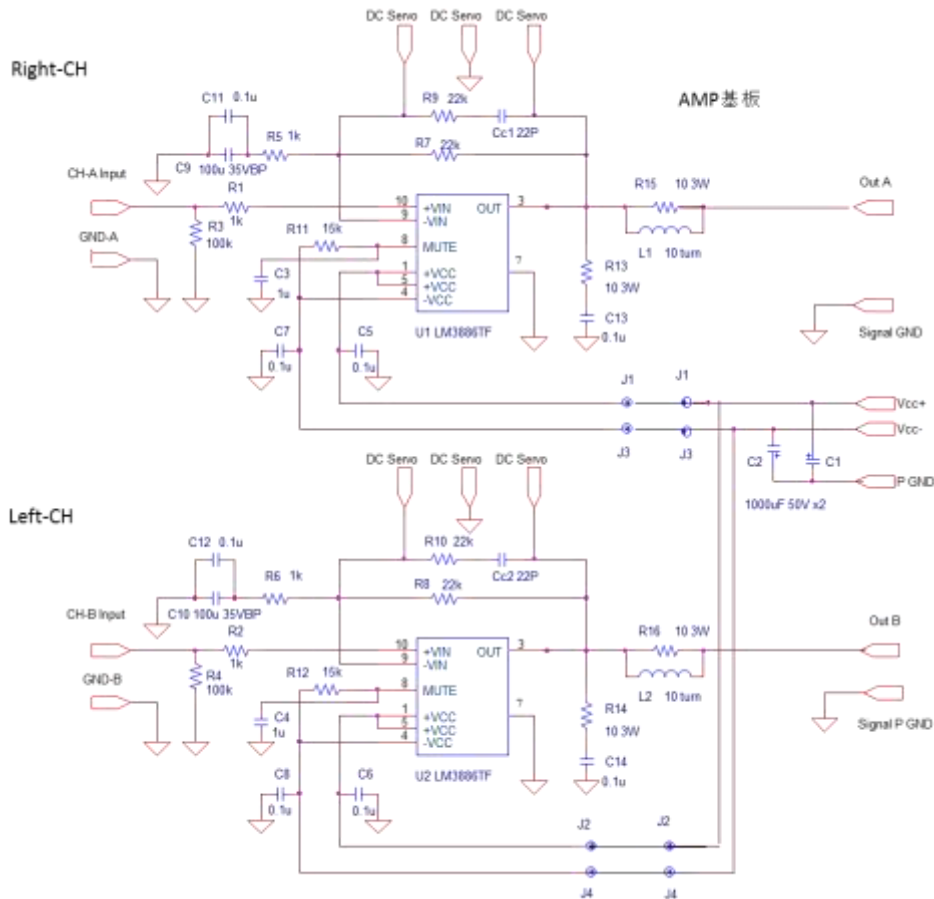 DC Servo DC Servo DC Servo
Right-CH
AMP基板
C11 0.1u
R9 22k
Cc1 22P
R5 1k
R7 22k
C9 100u 35VBP
CH-A Input
R1
1k
R3
100k
GND-A
10 +VIN OUT 3
9 -VIN
8 MUTE
1 +VCC 7
5 +VCC
4 -VCC
U1 LM3886TF
R11 15k
C3
1u
R15 10 3W
L1 10 turn
Out A
R13
10 3W
C13
0.1u
Signal GND
C7
0.1u
C5
0.1u
J1 J1
Vcc+
Vcc-
J3 J3
C2 C1
P GND
1000uF 50V x2
DC Servo DC Servo DC Servo
Left-CH
C12 0.1u
R10 22k
Cc2 22P
R6 1k
R8 22k
C10 100u 35VBP
CH-B Input
R2
1k
R4
100k
GND-B
10 +VIN OUT 3
9 -VIN
8 MUTE
1 +VCC 7
5 +VCC
4 -VCC
U2 LM3886TF
R12 15k
C4
1u
R16 10 3W
L2 10 turn
Out B
R14
10 3W
C14
0.1u
Signal P GND
C8
0.1u
C6
0.1u
J2 J2
J4 J4